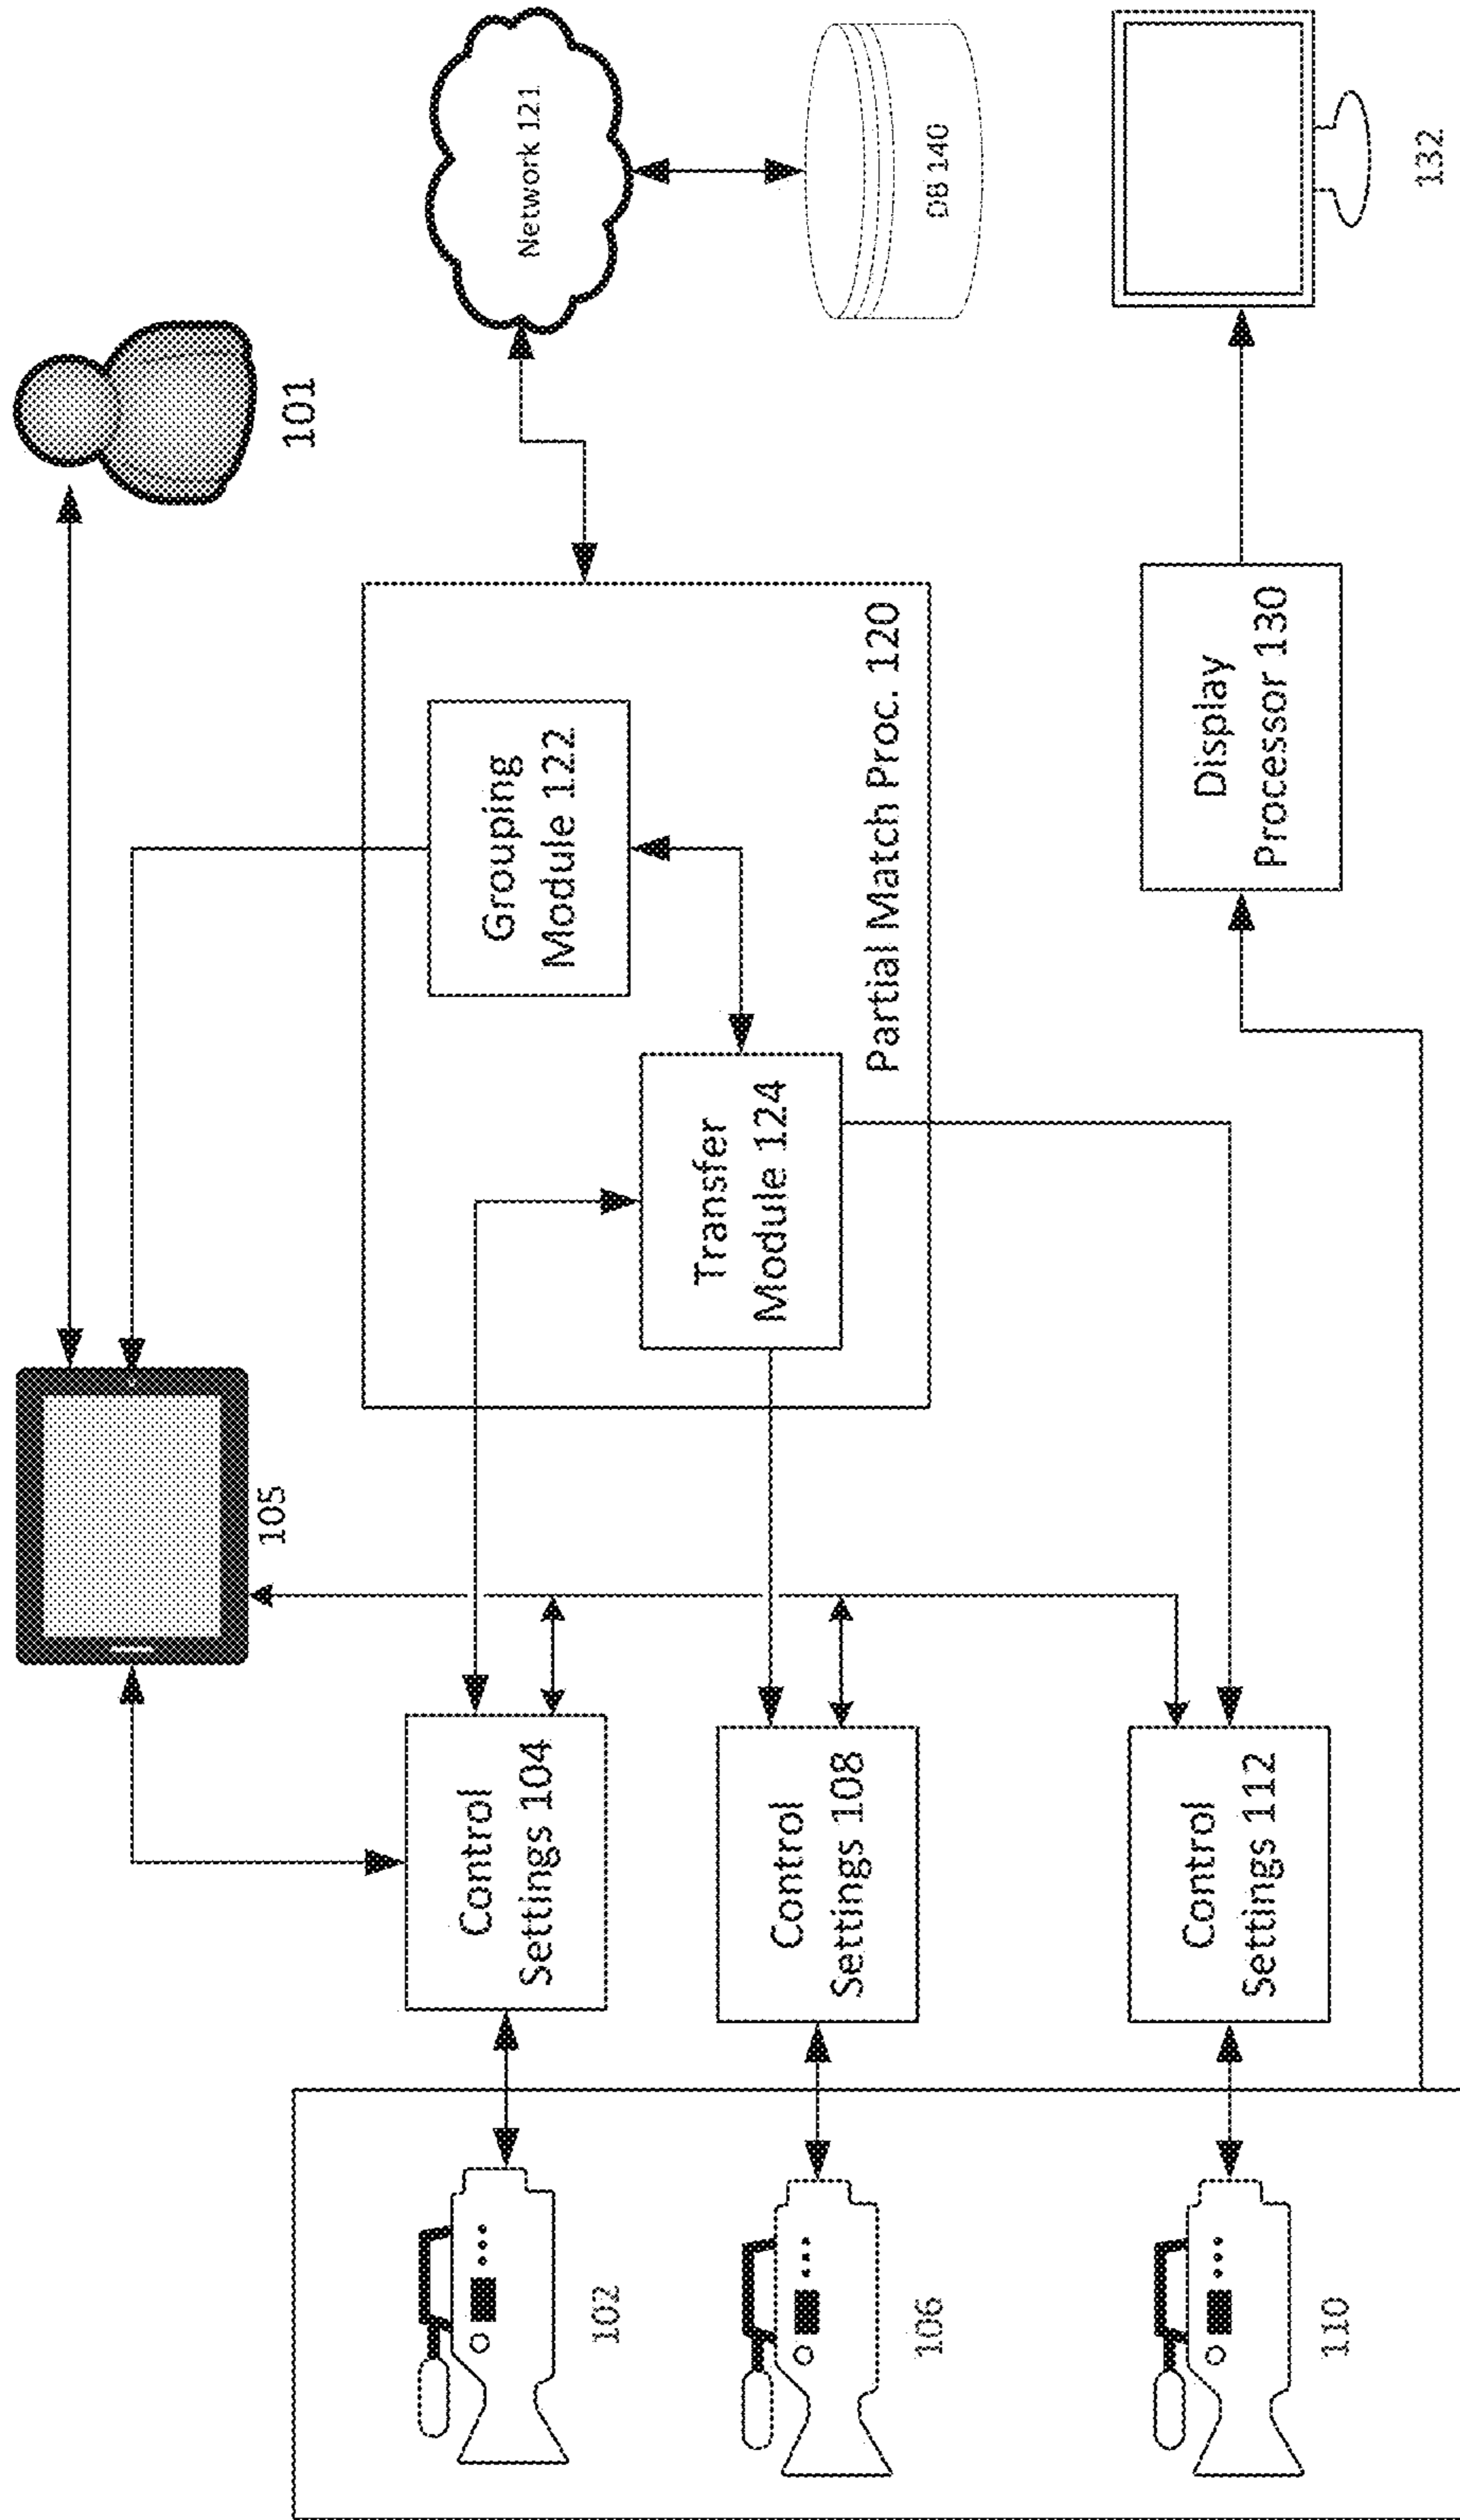 101
105
Network 121
DB 140
Grouping
Module 122
Transfer
Module 124
Partial Match Proc. 120
Control
Settings 104
Control
Settings 108
Control
Settings 112
102
106
110
Display
Processor 130
132